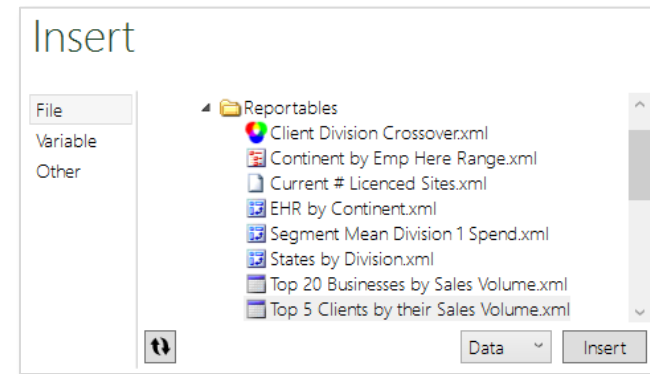 Insert
File
Variable
Other
Reportables
Client Division Crossover.xml
Continent by Emp Here Range.xml
Current # Licenced Sites.xml
EHR by Continent.xml
Segment Mean Division 1 Spend.xml
States by Division.xml
Top 20 Businesses by Sales Volume.xml
Top 5 Clients by their Sales Volume.xml
Data
Insert